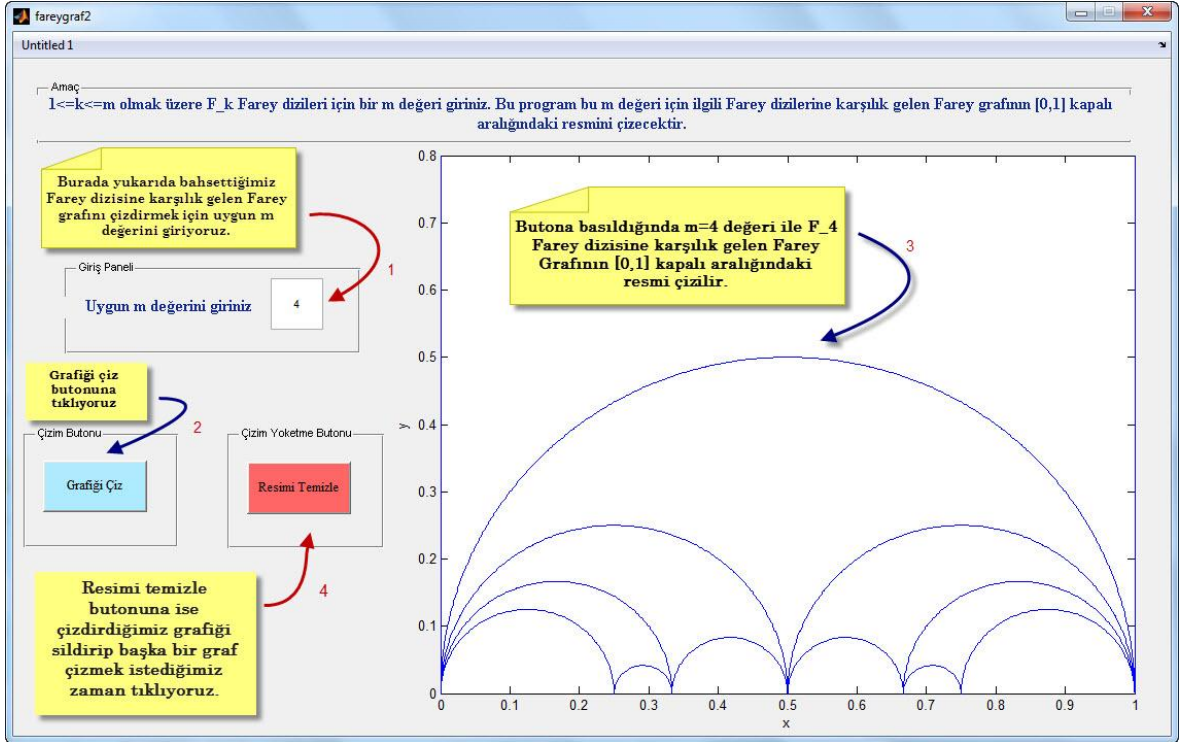 fareygraf2
Untitled 1
Amaç
1<=k<=m olmak üzere F_k Farey dizileri için bir m değeri giriniz. Bu program bu m değeri için ilgili Farey dizilerine karşılık gelen Farey grafının [0,1] kapalı
aralığındaki resmini çizecektir.
Burada yukarıda bahsettiğimiz
Farey dizisine karşılık gelen Farey
grafını çizdirmek için uygun m
değerini giriyoruz.
1
Giriş Paneli
Uygun m değerini giriniz
4
Grafiği çiz
butonuna
tıklıyoruz
2
Çizim Butonu
Grafiği Çiz
Çizim Yoketme Butonu
Resimi Temizle
4
Resimi temizle
butonuna ise
çizdirdiğimiz grafiği
sildirip başka bir graf
çizmek istediğimiz
zaman tıklıyoruz.
Butona basıldığında m=4 değeri ile F_4
Farey dizisine karşılık gelen Farey
Grafının [0,1] kapalı aralığındaki
resmi çizilir.
3
0.8
0.7
0.6
0.5
0.4
0.3
0.2
0.1
0
y
0 0.1 0.2 0.3 0.4 0.5 0.6 0.7 0.8 0.9 1
x